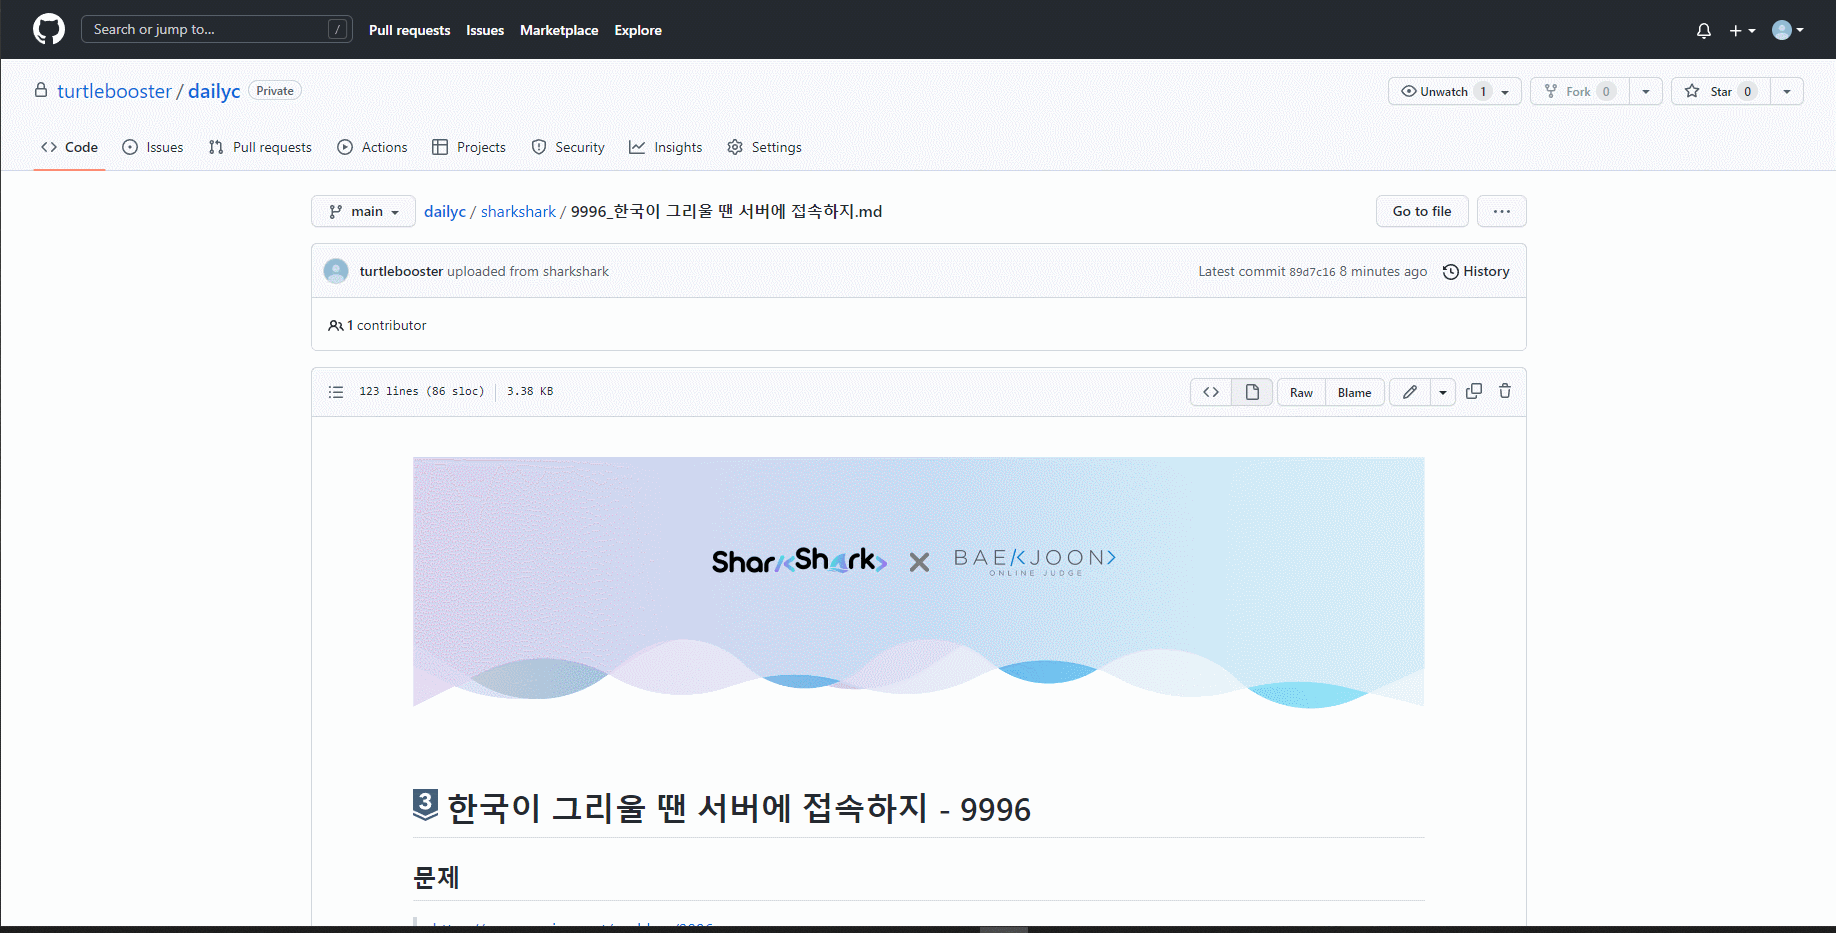 Search or jump to... / Pull requests Issues Marketplace Explore
turtlebooster / dailyc Private Unwatch 1 Fork 0 Star 0
Code Issues Pull requests Actions Projects Security Insights Settings
main dailyc / sharkshark / 9996_한국이 그리울 땐 서버에 접속하지.md Go to file ...
turtlebooster uploaded from sharkshark Latest commit 89d7c16 8 minutes ago History
1 contributor
123 lines (86 sloc) 3.38 KB <> Raw Blame
SharkShark × BAEKJOON>
ONLINE JUDGE
3 한국이 그리울 땐 서버에 접속하지 - 9996
문제